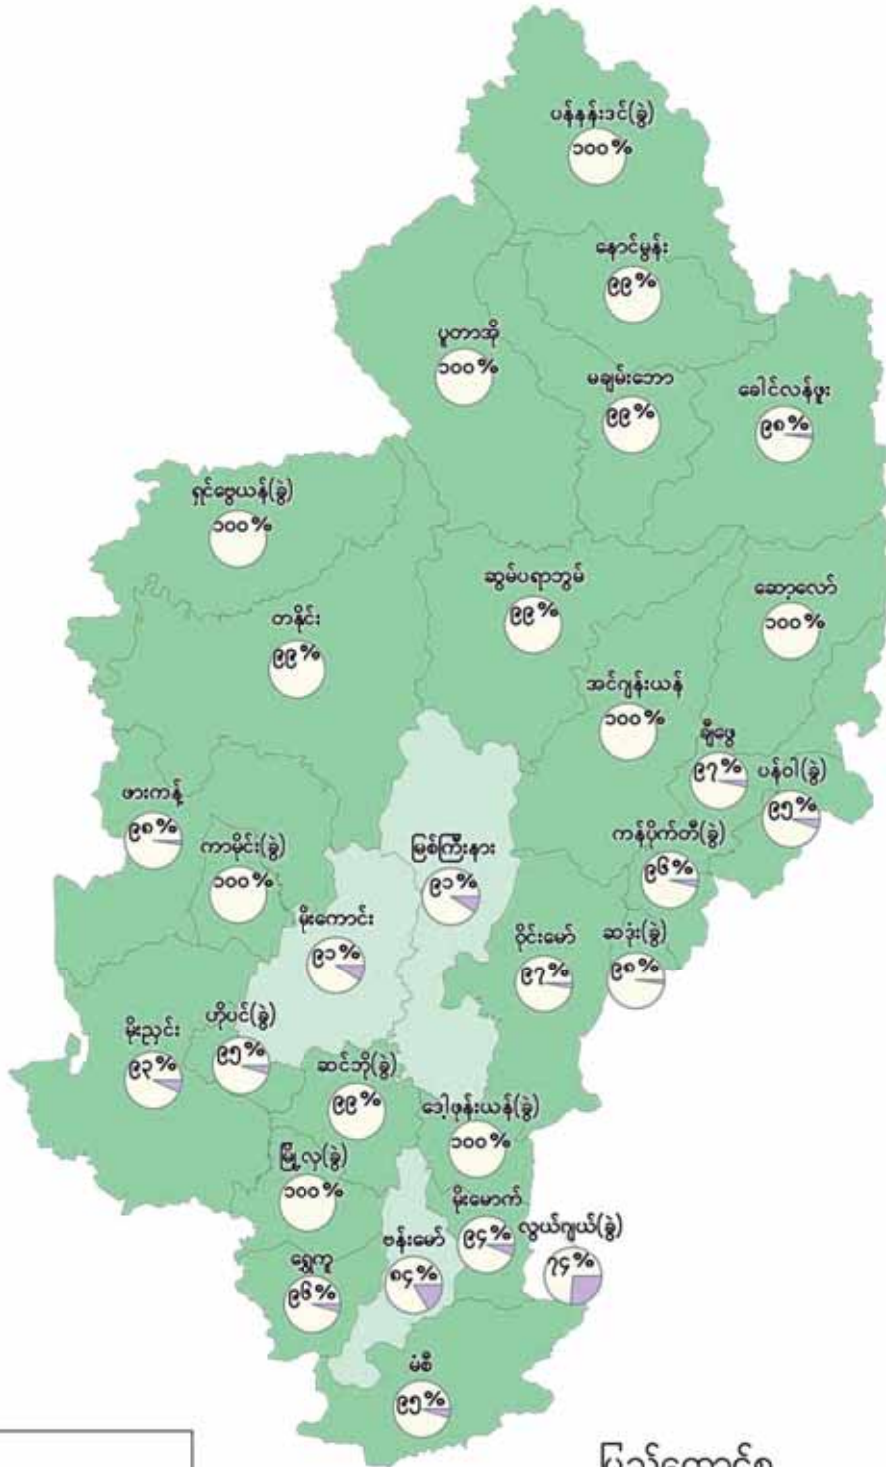 ပန်နန်းဒင်(ခွဲ)
၁၀၀%
နောင်မွန်း
၉၉%
ပူတာအို
၁၀၀%
မချမ်းဘော
၉၉%
ခေါင်လန်ဖူး
၉၈%
ရှင်ဗွေယန်(ခွဲ)
၁၀၀%
ဆွမ်ပရာဘွမ်
၉၉%
ဆော့လော်
၁၀၀%
တနိုင်း
၉၉%
အင်ဂျန်းယန်
၁၀၀%
ချီဖွေ
၉၇%
ပန်ဝါ(ခွဲ)
၉၅%
ဖားကန့်
၉၈%
ကာမိုင်း(ခွဲ)
၁၀၀%
မြစ်ကြီးနား
၉၁%
ကန်ပိုက်တီ(ခွဲ)
၉၆%
မိုးကောင်း
၉၁%
ဝိုင်းမော်
၉၇%
ဆဒုံး(ခွဲ)
၉၈%
မိုးညှင်း
၉၃%
ဟိုပင်(ခွဲ)
၉၅%
ဆင်ဘို(ခွဲ)
၉၉%
ဒေါ့ဖုန်းယန်(ခွဲ)
၁၀၀%
မြို့လှ(ခွဲ)
၁၀၀%
မိုးမောက်
၉၄%
လွယ်ဂျယ်(ခွဲ)
၇၄%
ရွှေကူ
၉၆%
ဗန်းမော်
၈၄%
မံစီ
၉၅%